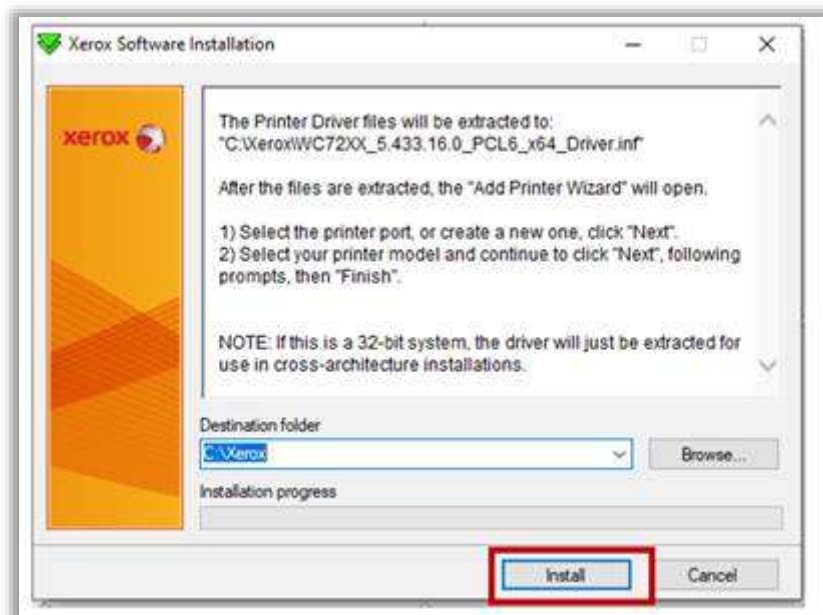 Xerox Software Installation
xerox
The Printer Driver files will be extracted to:
"C:\Xerox\WC72XX_5.433.16.0_PCL6_x64_Driver.inf"
After the files are extracted, the "Add Printer Wizard" will open.
1) Select the printer port, or create a new one, click "Next".
2) Select your printer model and continue to click "Next", following
prompts, then "Finish".
NOTE: If this is a 32-bit system, the driver will just be extracted for
use in cross-architecture installations.
Destination folder
C:\Xerox
Browse...
Installation progress
Install
Cancel